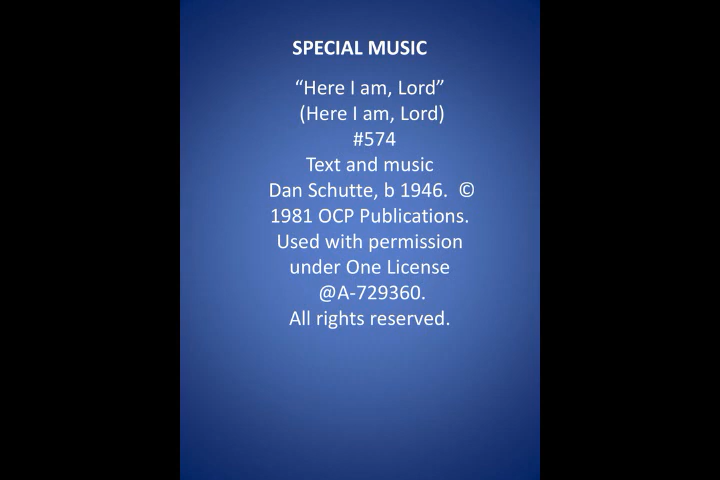 SPECIAL MUSIC
“Here I am, Lord”
(Here I am, Lord)
#574
Text and music
Dan Schutte, b 1946.  ©
1981 OCP Publications.
Used with permission
under One License
@A-729360.
All rights reserved.